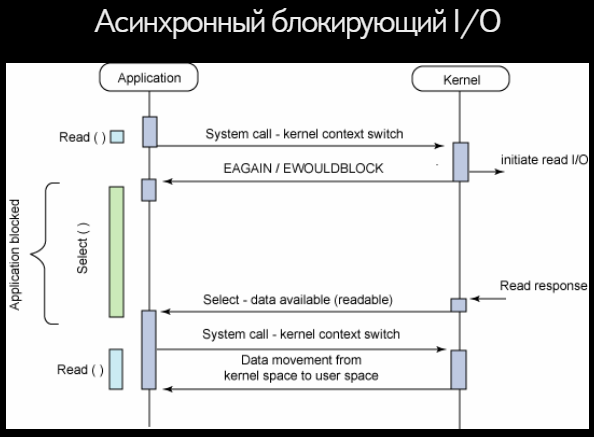 Асинхронный блокирующий I/O
Application
Kernel
Read ( )
System call - kernel context switch
EAGAIN / EWOULDBLOCK
initiate read I/O
Application blocked
Select ( )
Read response
Select - data available (readable)
System call - kernel context switch
Read ( )
Data movement from
kernel space to user space